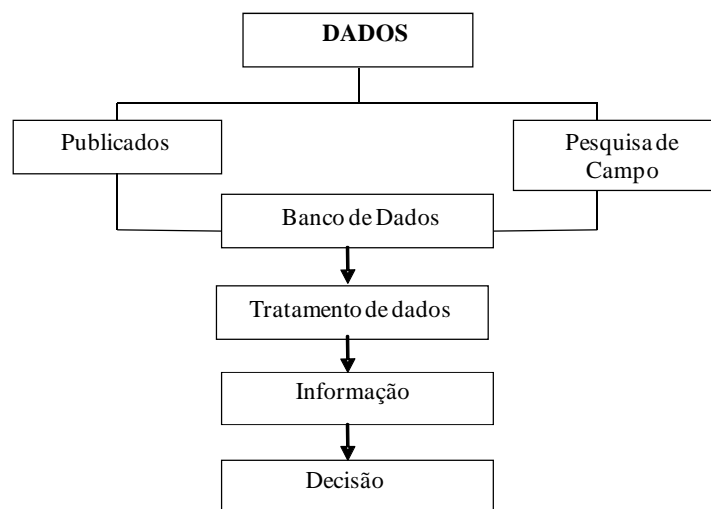 DADOS
Publicados
Pesquisa de
Campo
Banco de Dados
Tratamento de dados
Informação
Decisão